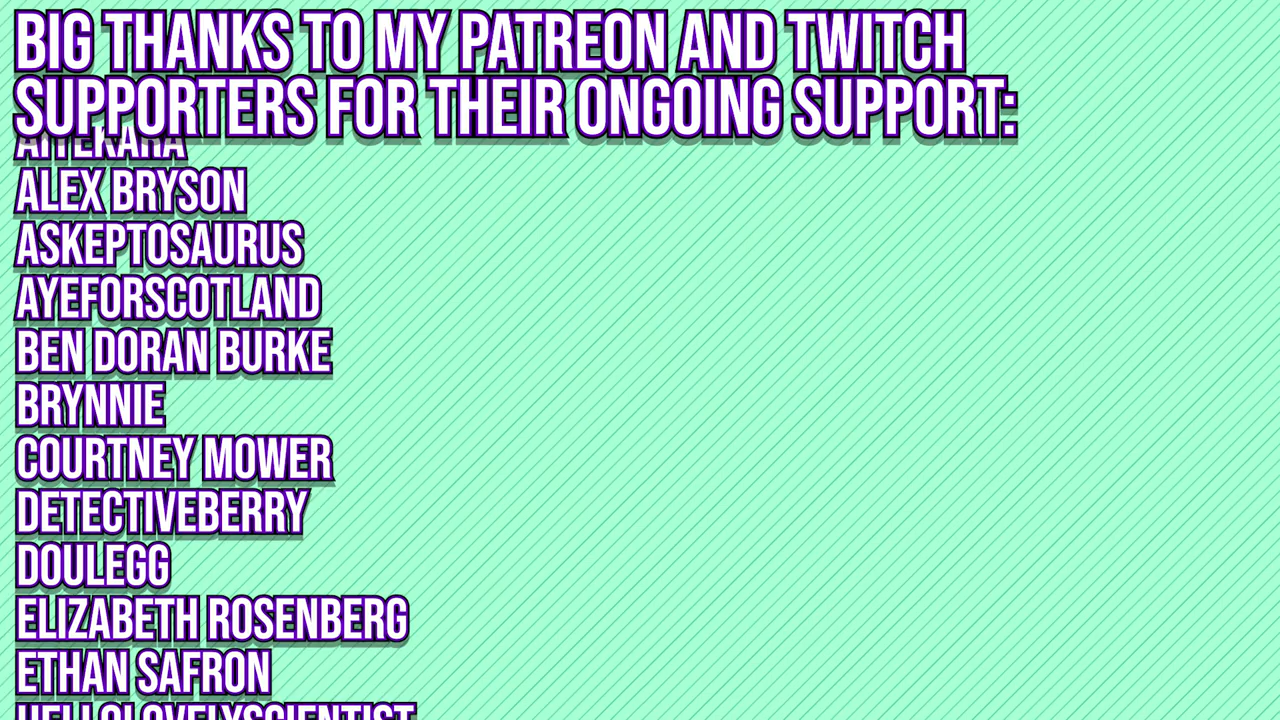 BIG THANKS TO MY PATREON AND TWITCH
SUPPORTERS FOR THEIR ONGOING SUPPORT:
ALEX BRYSON
ASKEPTOSAURUS
AYEFORSCOTLAND
BEN DORAN BURKE
BRYNNIE
COURTNEY MOWER
DETECTIVEBERRY
DOULEGG
ELIZABETH ROSENBERG
ETHAN SAFRON
HELLOLOVELYSCIENTIST